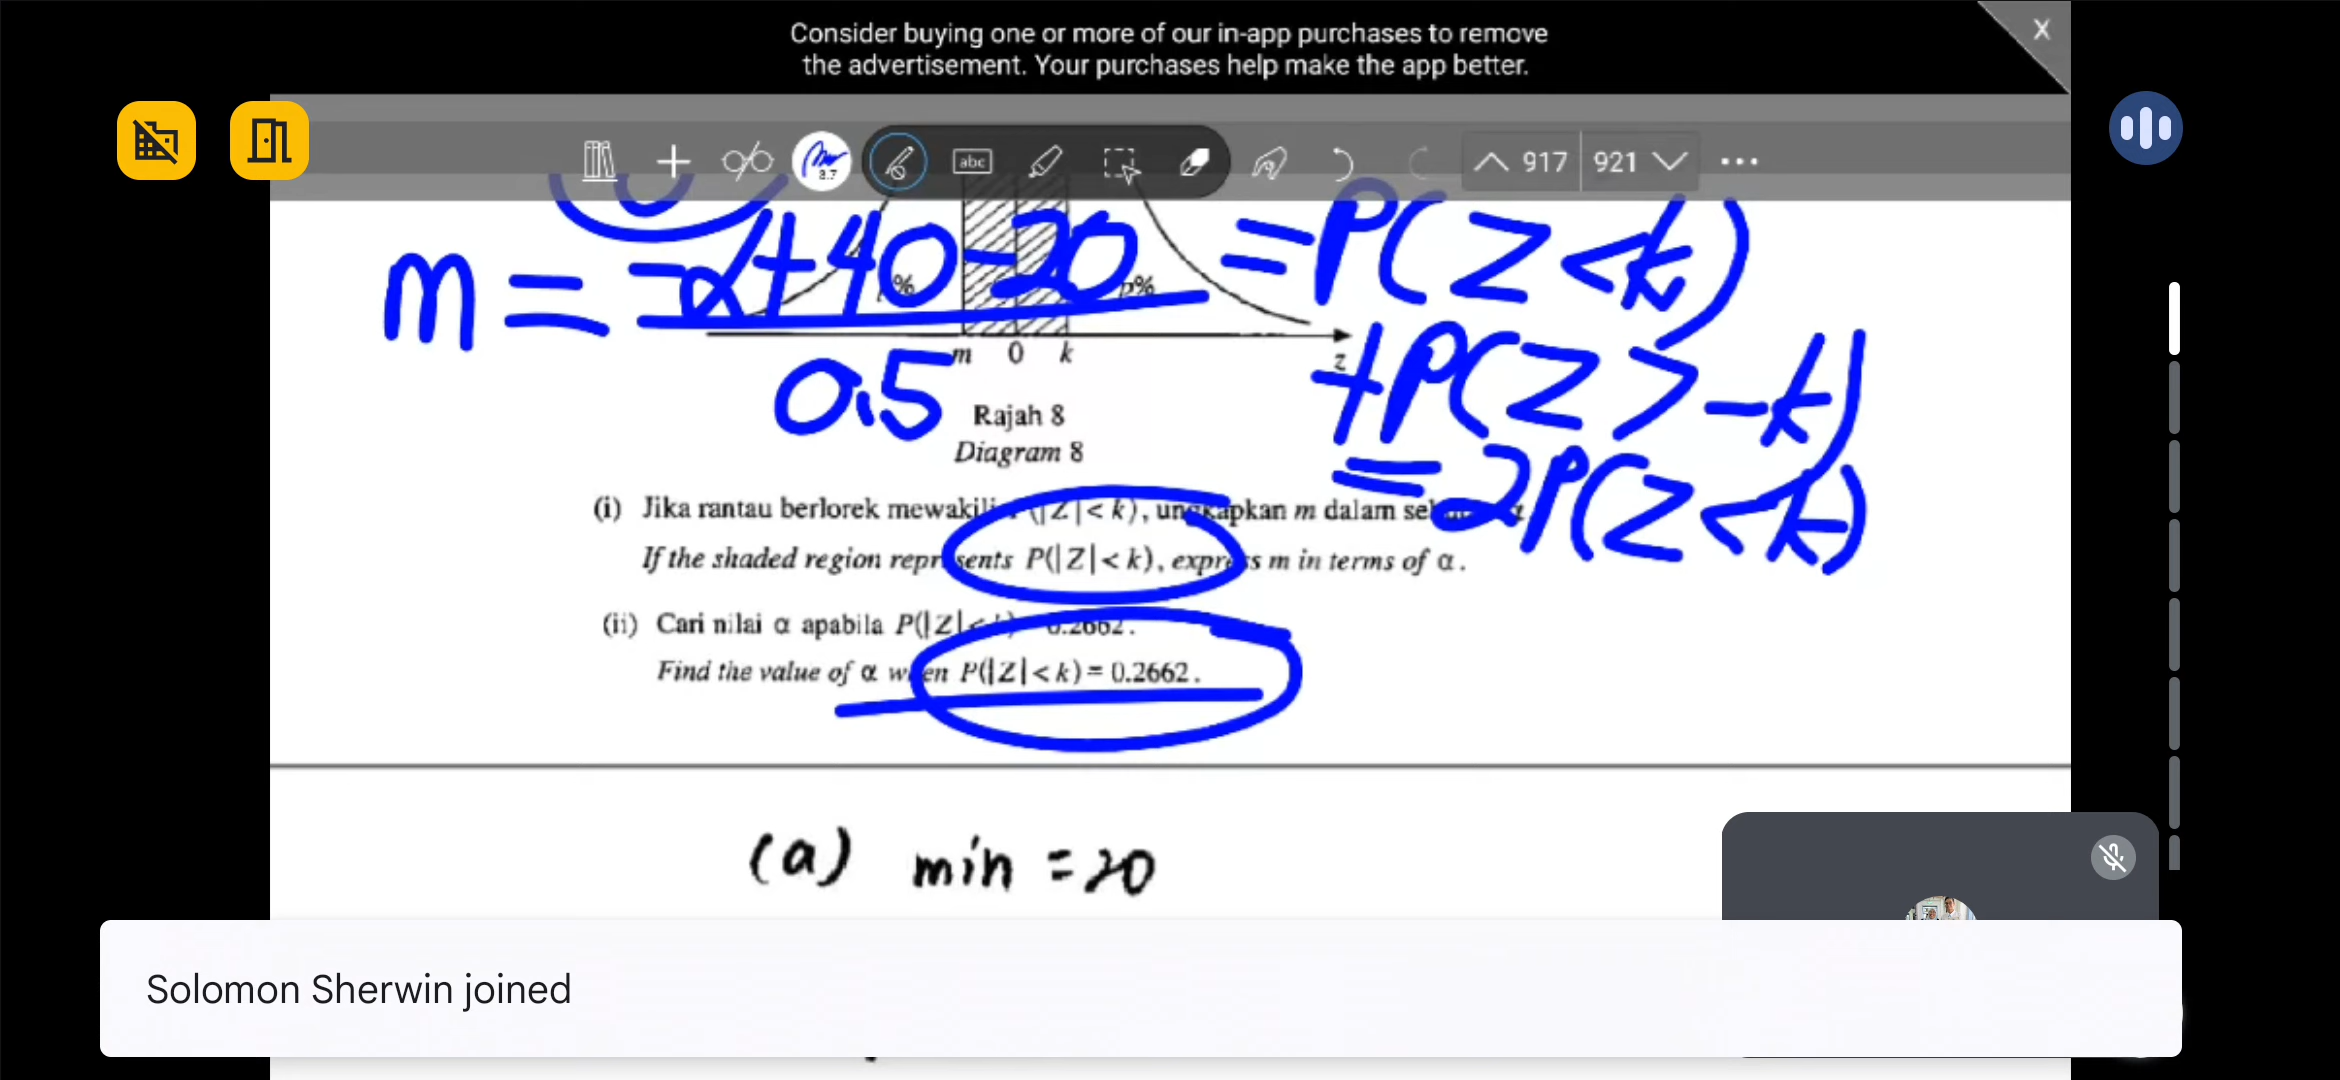 Consider buying one or more of our in-app purchases to remove
the advertisement. Your purchases help make the app better.
X
abc
917
921
3.7
= P(Z < k)
m = -α + 40 - 20
0.5
% p%
m 0 k
z
+ P(Z > -k)
= 2P(Z < k)
Rajah 8
Diagram 8
(i) Jika rantau berlorek mewakili P(|Z| < k), ungkapkan m dalam α
If the shaded region represents P(|Z| < k), express m in terms of α.
(ii) Cari nilai α apabila P(|Z| < k) 0.2662.
Find the value of α when P(|Z| < k) = 0.2662.
(a) min = 20
Solomon Sherwin joined